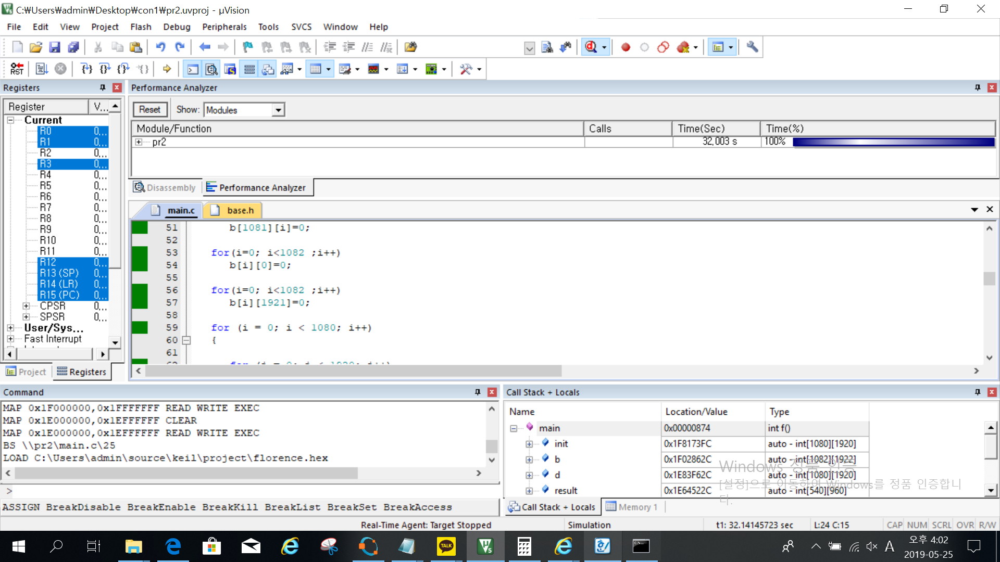 C:₩Users₩admin₩Desktop₩con1₩pr2.uvproj - µVision
File Edit View Project Flash Debug Peripherals Tools SVCS Window Help
RST
Registers
Register V...
Current
R0 0,...
R1 0,...
R2 0,...
R3 0,...
R4 0,...
R5 0,...
R6 0,...
R7 0,...
R8 0,...
R9 0,...
R10 0,...
R11 0,...
R12 0,...
R13 (SP) 0,...
R14 (LR) 0,...
R15 (PC) 0,...
CPSR 0,...
SPSR 0,...
User/Sys...
Fast Interrupt
Project Registers
Performance Analyzer
Reset Show: Modules
Module/Function Calls Time(Sec) Time(%)
pr2 32,003 s 100%
Disassembly Performance Analyzer
main.c base.h
51 b[1081][i]=0;
52
53 for(i=0; i<1082 ;i++)
54 b[i][0]=0;
55
56 for(i=0; i<1082 ;i++)
57 b[i][1921]=0;
58
59 for (i = 0; i < 1080; i++)
60 {
61
Command
MAP 0x1F000000,0x1FFFFFFF READ WRITE EXEC
MAP 0x1E000000,0x1EFFFFFF CLEAR
MAP 0x1E000000,0x1EFFFFFF READ WRITE EXEC
BS \\pr2\main.c\25
LOAD C:\Users\admin\source\keil\project\florence.hex
>
ASSIGN BreakDisable BreakEnable BreakKill BreakList BreakSet BreakAccess
Call Stack + Locals
Name Location/Value Type
main 0x00000874 int f()
init 0x1F8173FC auto - int[1080][1920]
b 0x1F02862C auto - int[1082][1922]
d 0x1E83F62C auto - int[1080][1920]
result 0x1E64522C auto - int[540][960]
Windows 정품 인증
[설정]으로 이동하여 Windows를 정품 인증합니
다.
Call Stack + Locals Memory 1
Real-Time Agent: Target Stopped Simulation t1: 32.14145723 sec L:24 C:15 CAP NUM SCRL OVR R/W
TALK
A
오후 4:02
2019-05-25